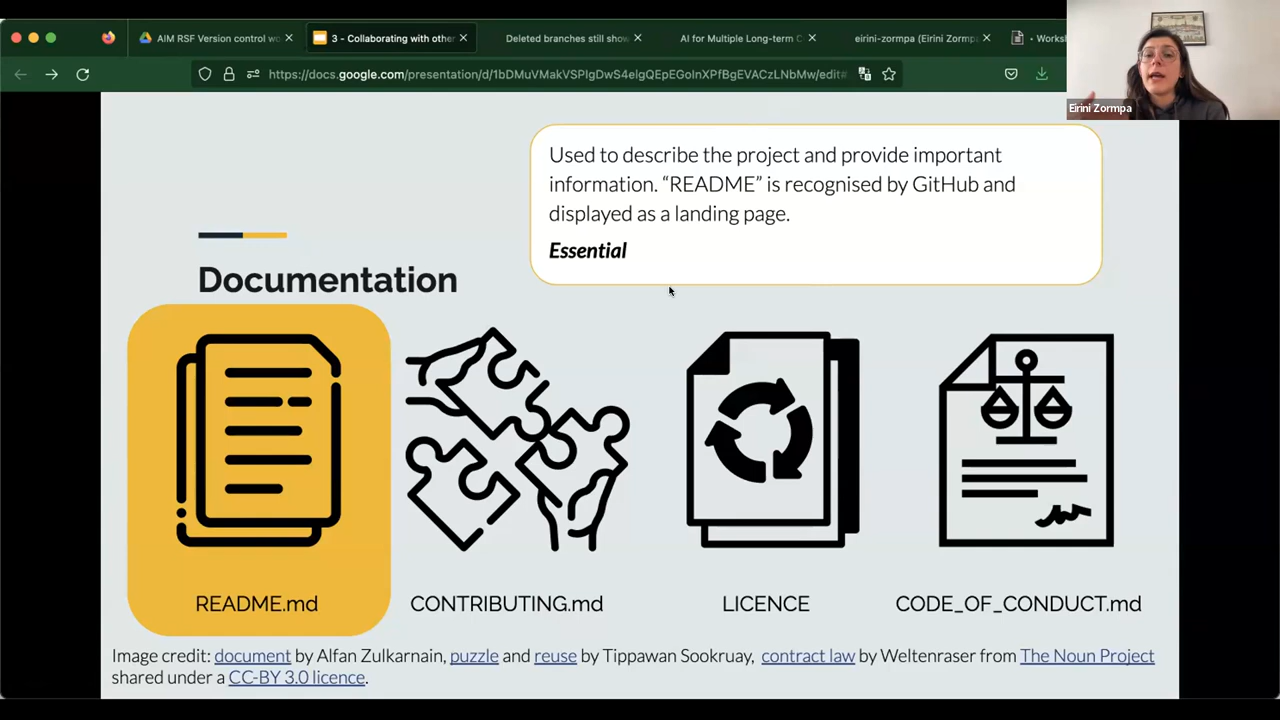 AIM RSF Version control wo
3 - Collaborating with other
Deleted branches still show
AI for Multiple Long-term C
eirini-zormpa (Eirini Zormp
Worksh
https://docs.google.com/presentation/d/1bDMuVMakVSPIgDwS4elgQEpEGoInXPfBgEVACzLNbMw/edit#
Eirini Zormpa
Used to describe the project and provide important
information. “README” is recognised by GitHub and
displayed as a landing page.
Essential
Documentation
README.md
CONTRIBUTING.md
LICENCE
CODE_OF_CONDUCT.md
Image credit: document by Alfan Zulkarnain, puzzle and reuse by Tippawan Sookruay, contract law by Weltenraser from The Noun Project
shared under a CC-BY 3.0 licence.